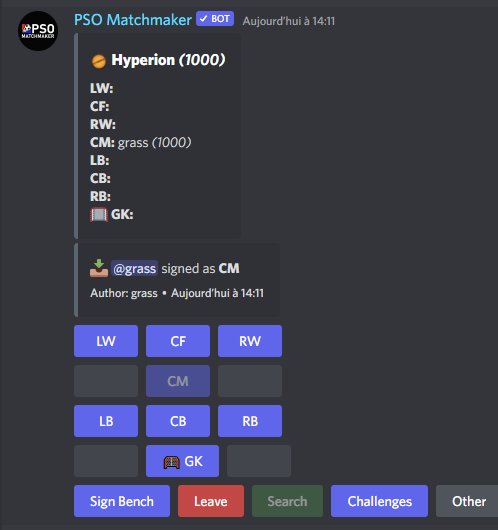 PSO
MATCHMAKER
PSO Matchmaker ✓ BOT Aujourd'hui à 14:11
Hyperion (1000)
LW:
CF:
RW:
CM: grass (1000)
LB:
CB:
RB:
GK:
@grass signed as CM
Author: grass • Aujourd'hui à 14:11
LW CF RW
CM
LB CB RB
GK
Sign Bench Leave Search Challenges Other